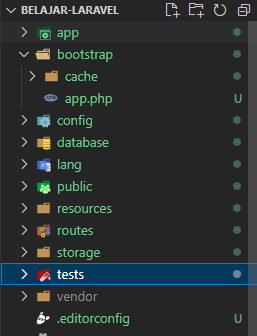 BELAJAR-LARAVEL
app
bootstrap
cache
app.php U
config
database
lang
public
resources
routes
storage
tests
vendor
.editorconfig U